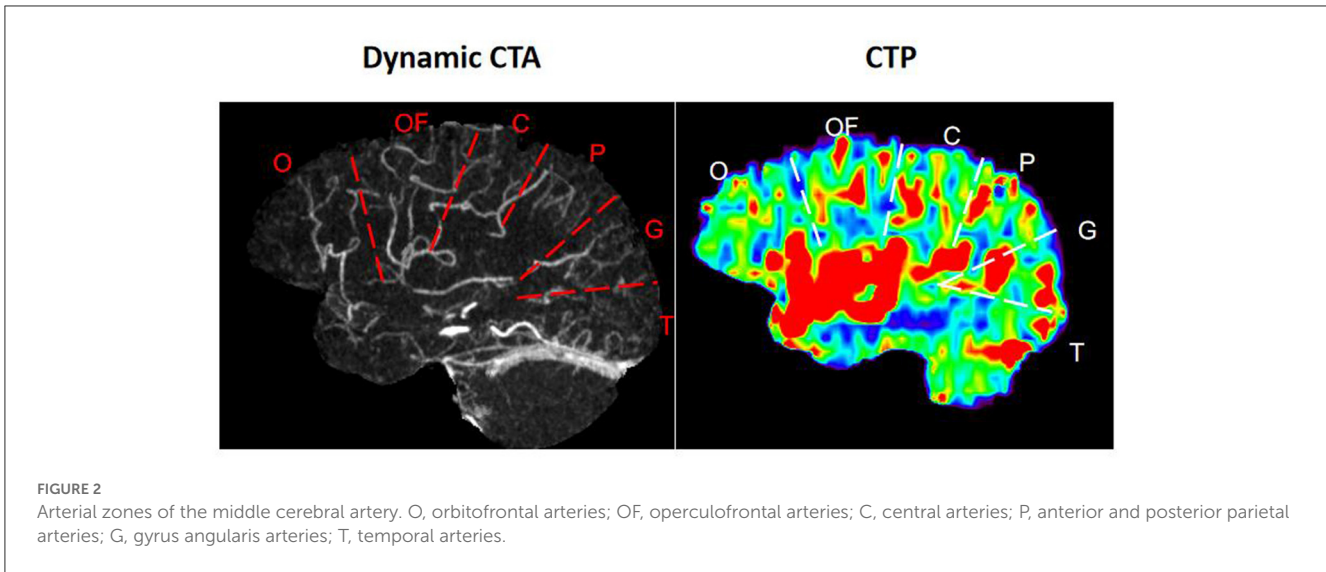 Dynamic CTA
CTP
O
OF
C
P
G
T
O
OF
C
P
G
T
FIGURE 2
Arterial zones of the middle cerebral artery. O, orbitofrontal arteries; OF, operculofrontal arteries; C, central arteries; P, anterior and posterior parietal
arteries; G, gyrus angularis arteries; T, temporal arteries.